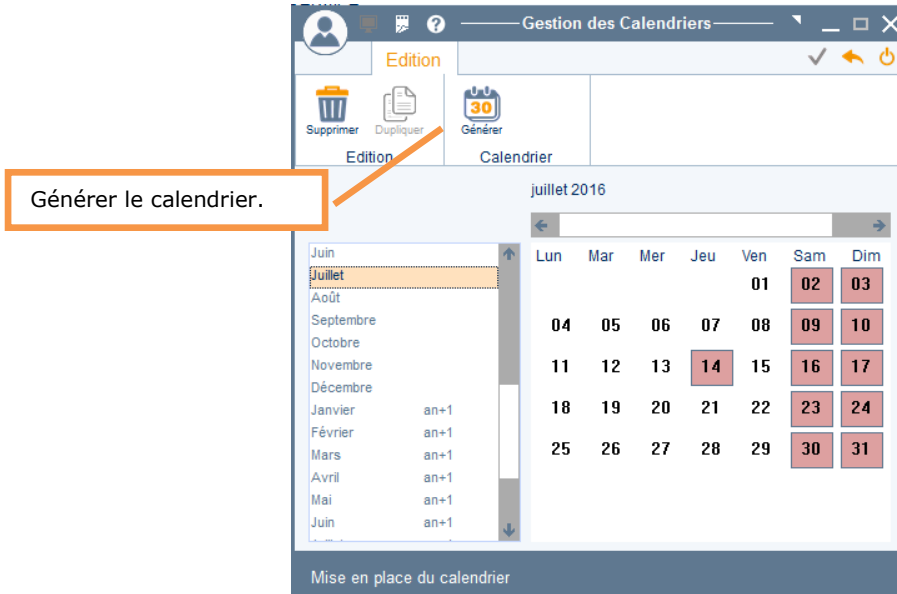 Gestion des Calendriers
Edition
30
Supprimer Dupliquer Générer
Edition Calendrier
Générer le calendrier.
juillet 2016
Juin
Juillet
Août
Septembre
Octobre
Novembre
Décembre
Janvier an+1
Février an+1
Mars an+1
Avril an+1
Mai an+1
Juin an+1
Lun Mar Mer Jeu Ven Sam Dim
01 02 03
04 05 06 07 08 09 10
11 12 13 14 15 16 17
18 19 20 21 22 23 24
25 26 27 28 29 30 31
Mise en place du calendrier